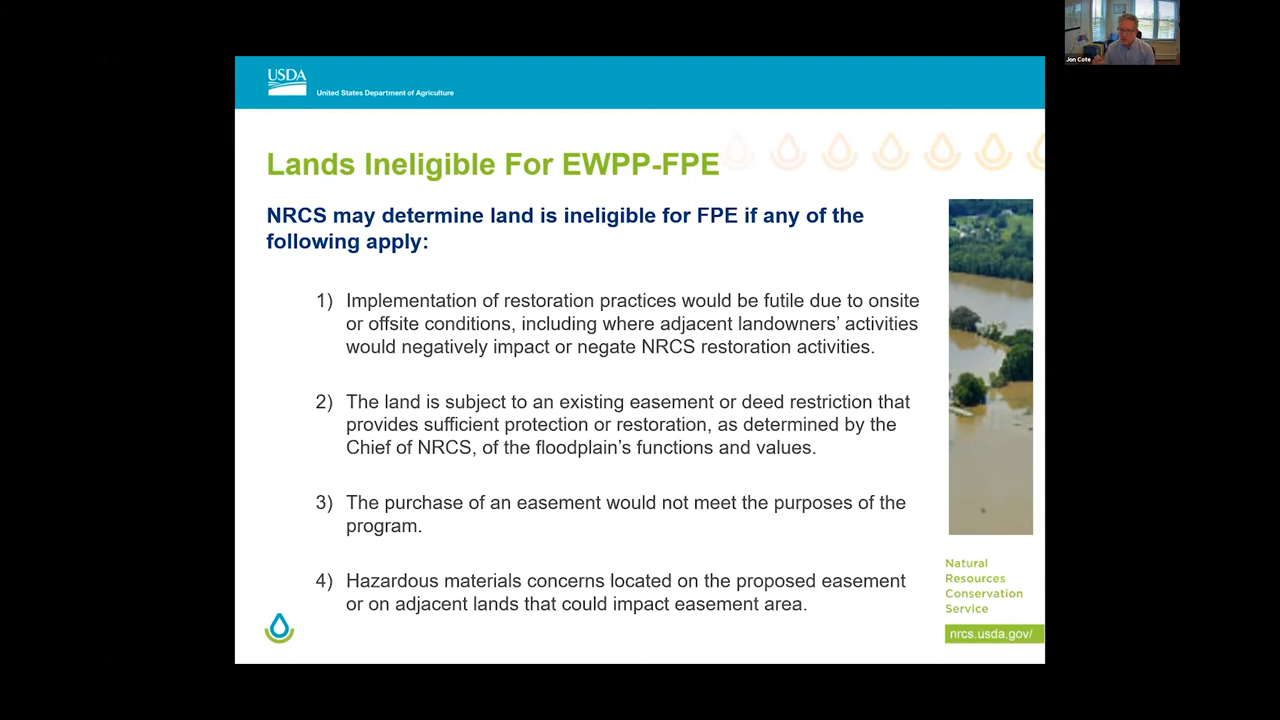 Jon Cote
USDA
United States Department of Agriculture
Lands Ineligible For EWPP-FPE
NRCS may determine land is ineligible for FPE if any of the
following apply:
1) Implementation of restoration practices would be futile due to onsite
or offsite conditions, including where adjacent landowners’ activities
would negatively impact or negate NRCS restoration activities.
2) The land is subject to an existing easement or deed restriction that
provides sufficient protection or restoration, as determined by the
Chief of NRCS, of the floodplain’s functions and values.
3) The purchase of an easement would not meet the purposes of the
program.
4) Hazardous materials concerns located on the proposed easement
or on adjacent lands that could impact easement area.
Natural
Resources
Conservation
Service
nrcs.usda.gov/